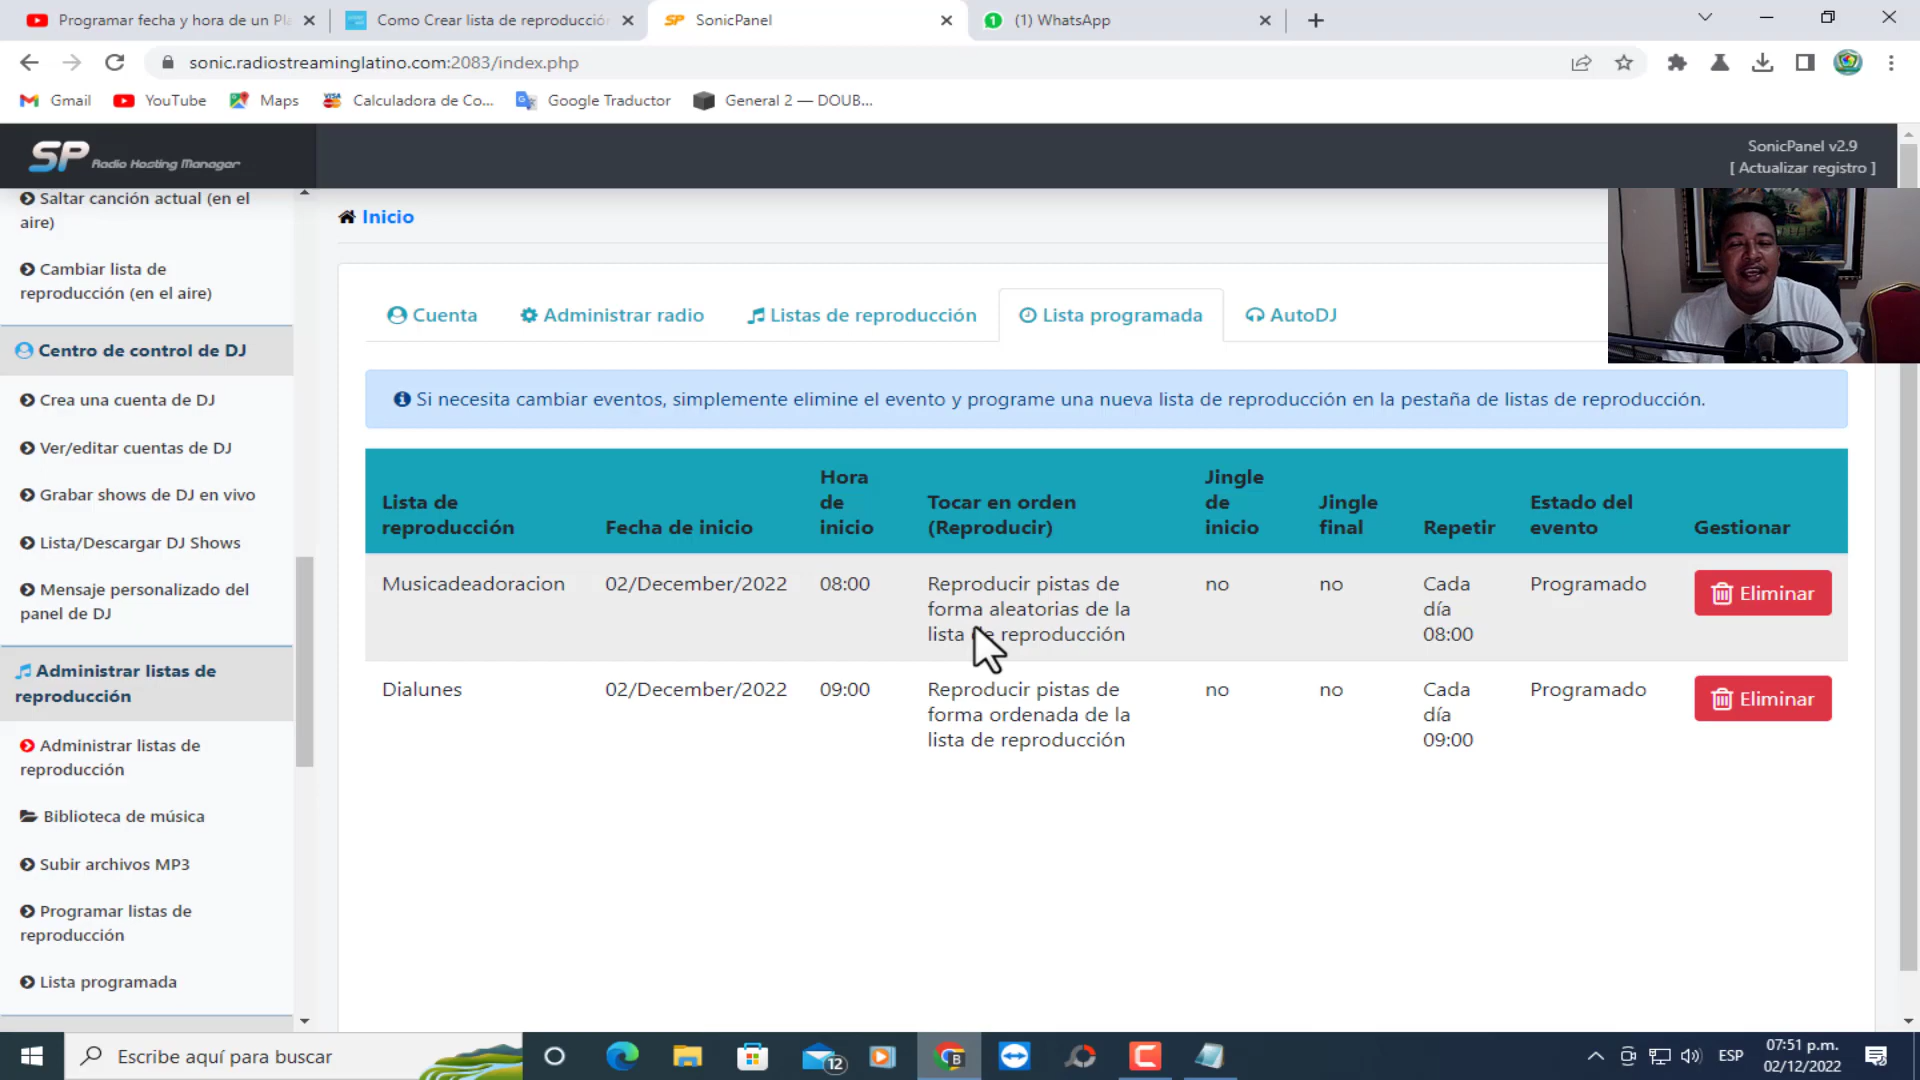 Programar fecha y hora de un Pl
Como Crear lista de reproducció
SonicPanel
(1) WhatsApp
sonic.radiostreaminglatino.com:2083/index.php
Gmail
YouTube
Maps
Calculadora de Co...
Google Traductor
General 2 — DOUB...
SP Radio Hosting Manager
SonicPanel v2.9
[ Actualizar registro ]
Saltar canción actual (en el
aire)
Cambiar lista de
reproducción (en el aire)
Centro de control de DJ
Crea una cuenta de DJ
Ver/editar cuentas de DJ
Grabar shows de DJ en vivo
Lista/Descargar DJ Shows
Mensaje personalizado del
panel de DJ
Administrar listas de
reproducción
Administrar listas de
reproducción
Biblioteca de música
Subir archivos MP3
Programar listas de
reproducción
Lista programada
Inicio
Cuenta
Administrar radio
Listas de reproducción
Lista programada
AutoDJ
Si necesita cambiar eventos, simplemente elimine el evento y programe una nueva lista de reproducción en la pestaña de listas de reproducción.
Lista de
reproducción
Fecha de inicio
Hora
de
inicio
Tocar en orden
(Reproducir)
Jingle
de
inicio
Jingle
final
Repetir
Estado del
evento
Gestionar
Musicadeadoracion
02/December/2022
08:00
Reproducir pistas de
forma aleatorias de la
lista de reproducción
no
no
Cada
día
08:00
Programado
Eliminar
Dialunes
02/December/2022
09:00
Reproducir pistas de
forma ordenada de la
lista de reproducción
no
no
Cada
día
09:00
Programado
Eliminar
Escribe aquí para buscar
12
B
ESP
07:51 p.m.
02/12/2022